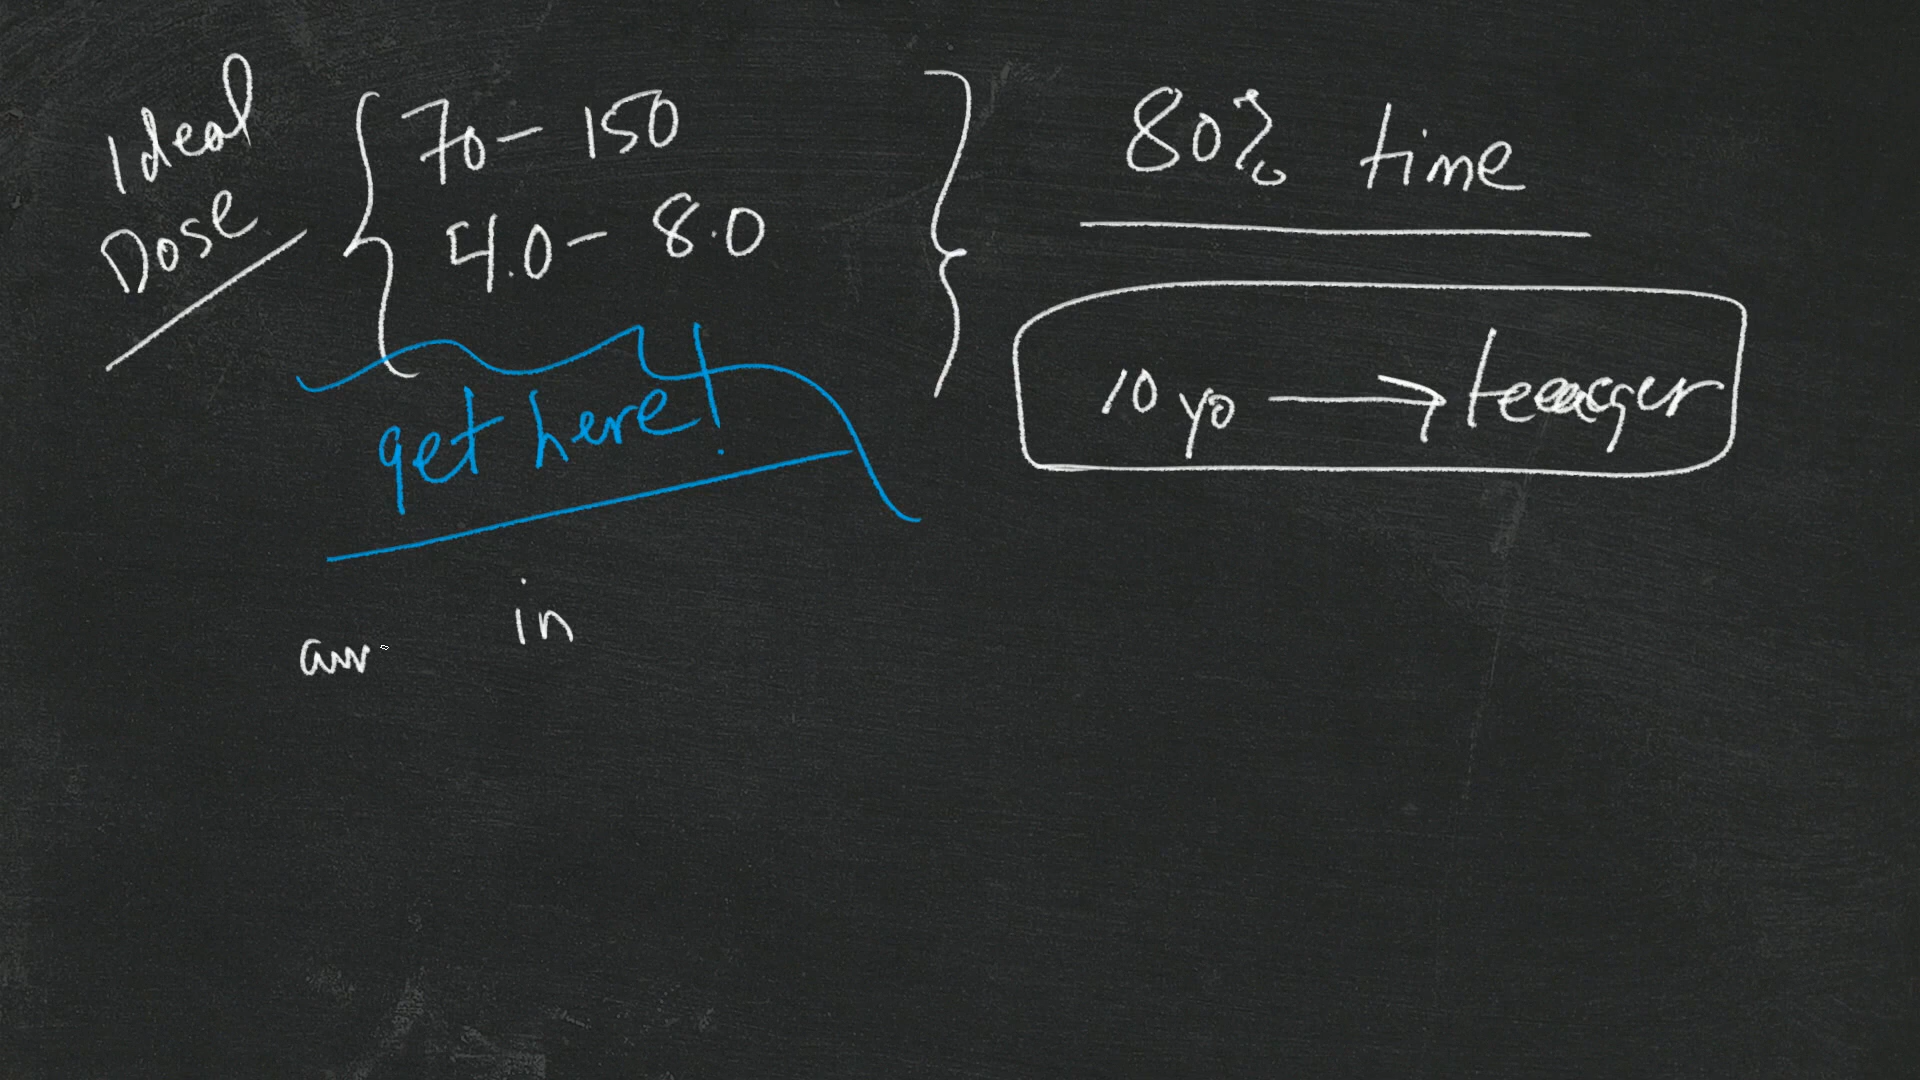 Ideal
Dose
70 - 150
4.0 - 8.0
get here!
in
80% time
10 yo → teenager